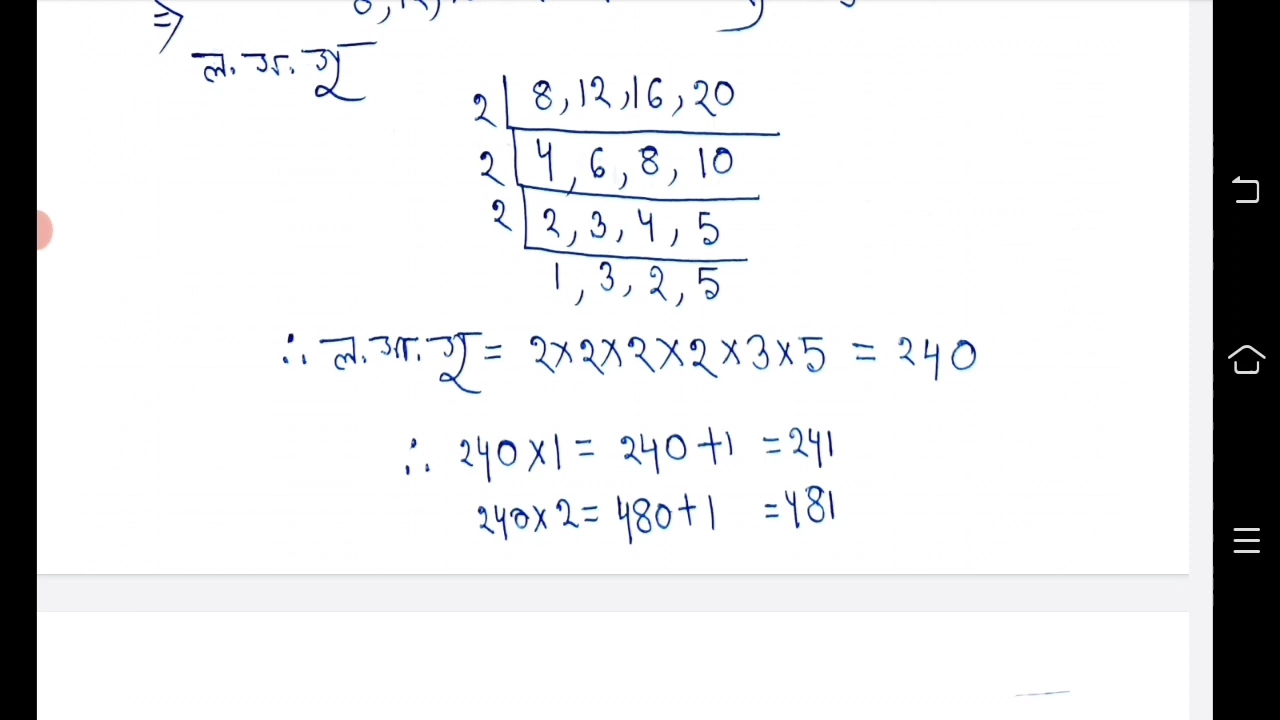 ⇒
ल.सा.गु
2 | 8, 12, 16, 20
2 | 4, 6, 8, 10
2 | 2, 3, 4, 5
1, 3, 2, 5
∴ ल.सा.गु = 2×2×2×2×3×5 = 240
∴ 240×1 = 240+1 = 241
240×2 = 480+1 = 481